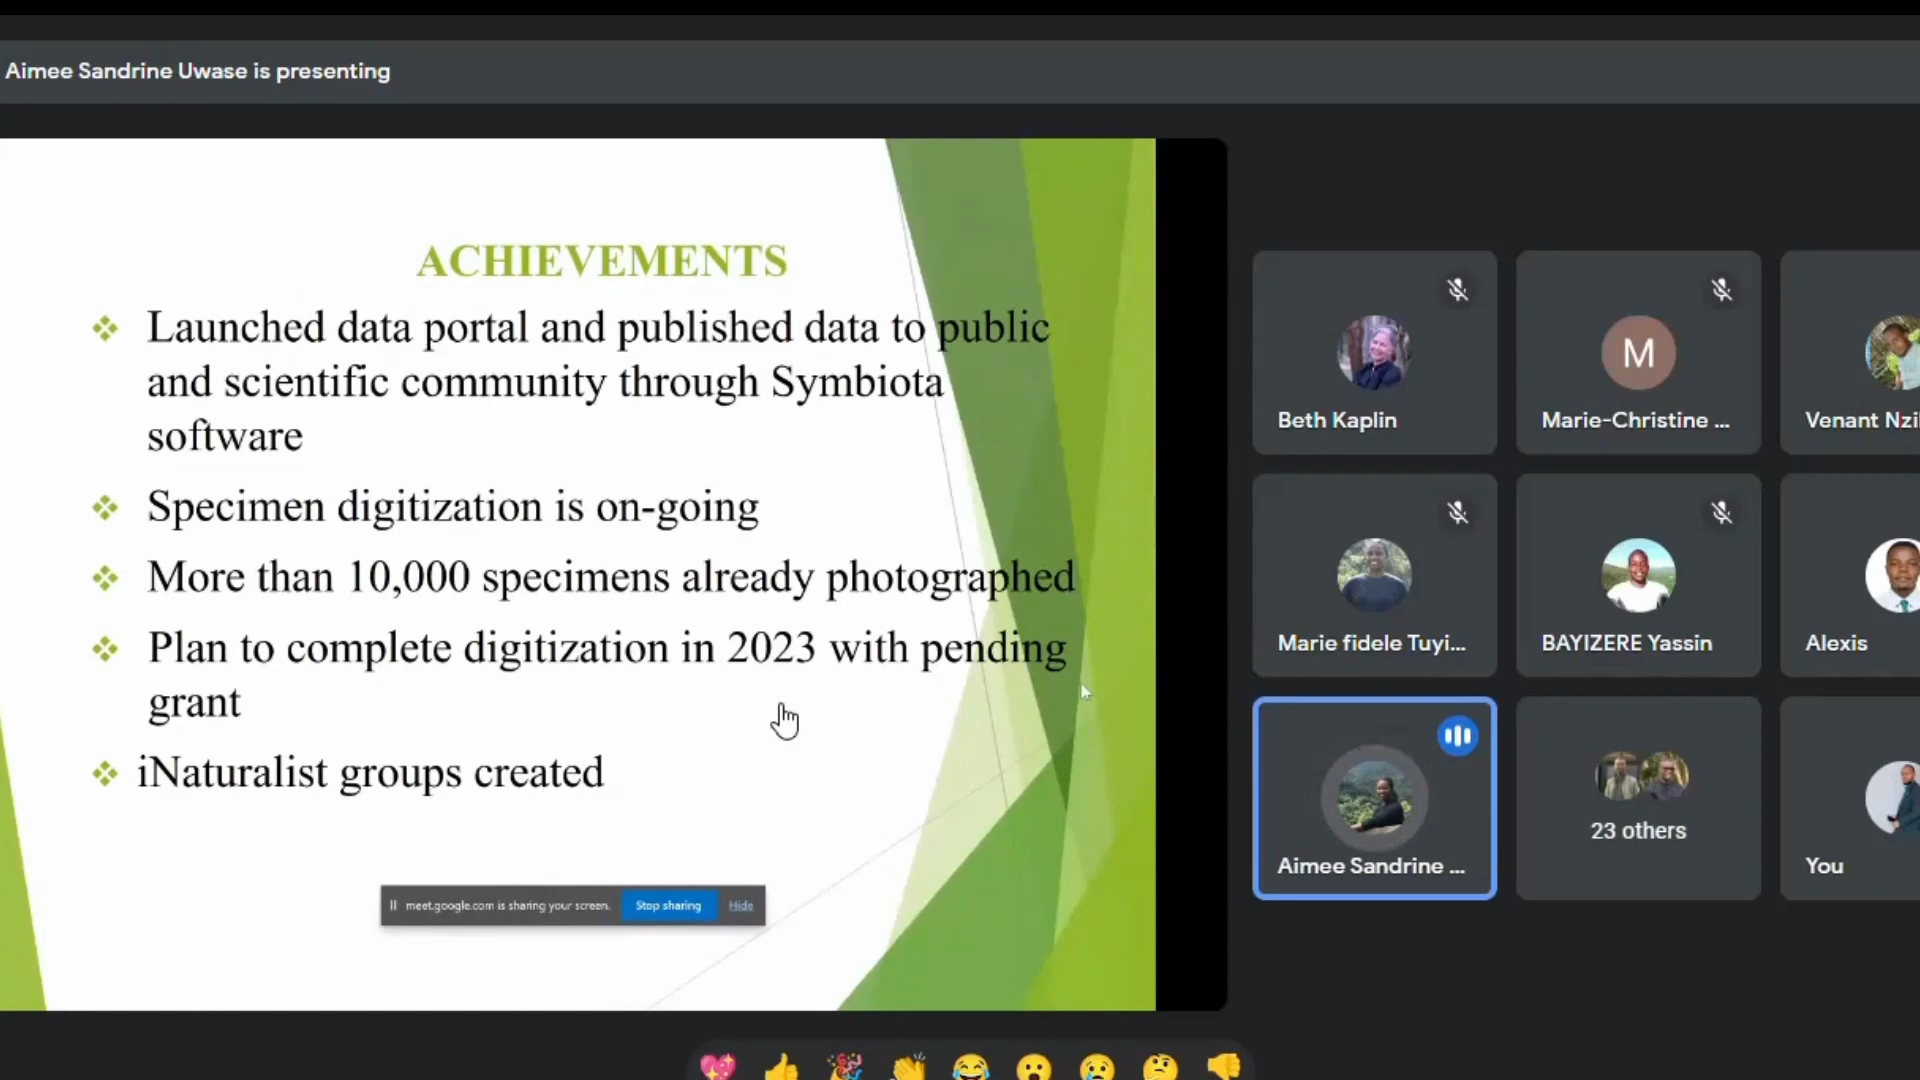 Aimee Sandrine Uwase is presenting
ACHIEVEMENTS
❖ Launched data portal and published data to public
and scientific community through Symbiota
software
❖ Specimen digitization is on-going
❖ More than 10,000 specimens already photographed
❖ Plan to complete digitization in 2023 with pending
grant
❖ iNaturalist groups created
meet.google.com is sharing your screen. Stop sharing Hide
Beth Kaplin
M
Marie-Christine ...
Venant
Marie fidele Tuyi...
BAYIZERE Yassin
Alexis
Aimee Sandrine ...
23 others
You